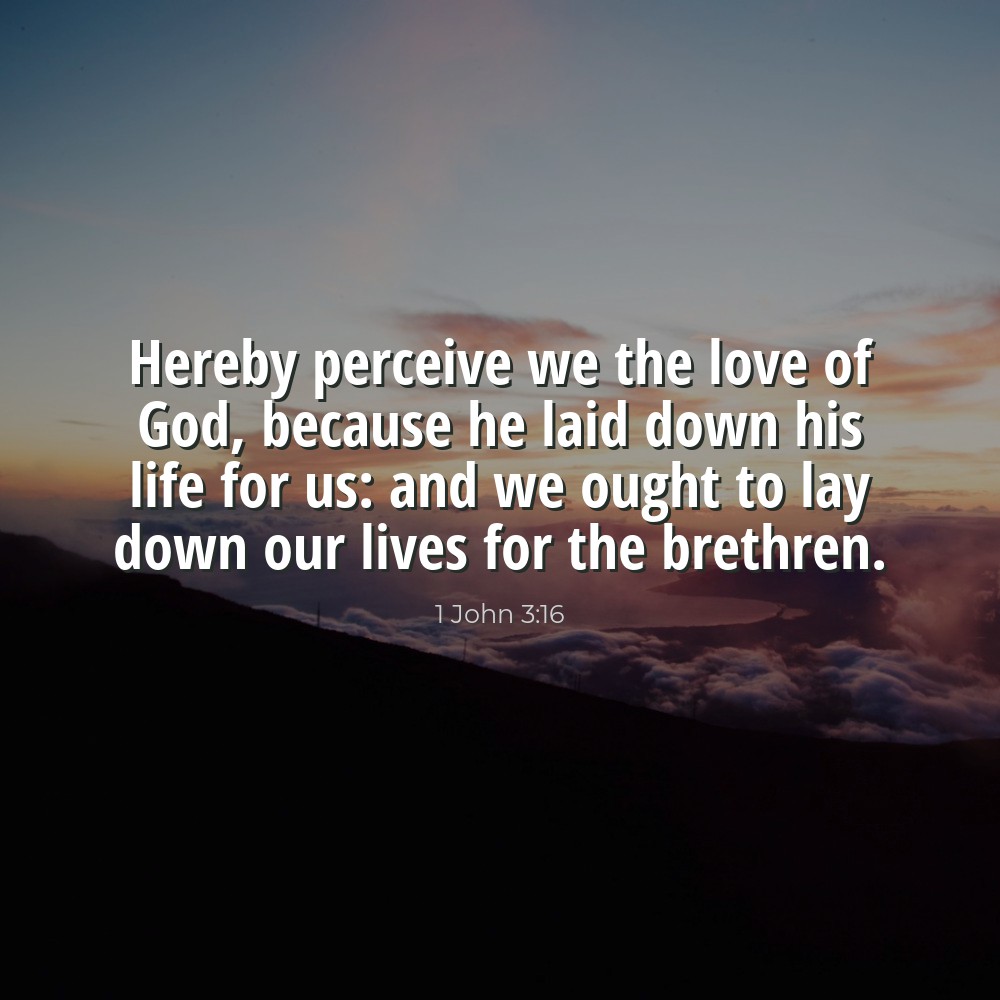 Hereby perceive we the love of
God, because he laid down his
life for us: and we ought to lay
down our lives for the brethren.
1 John 3:16